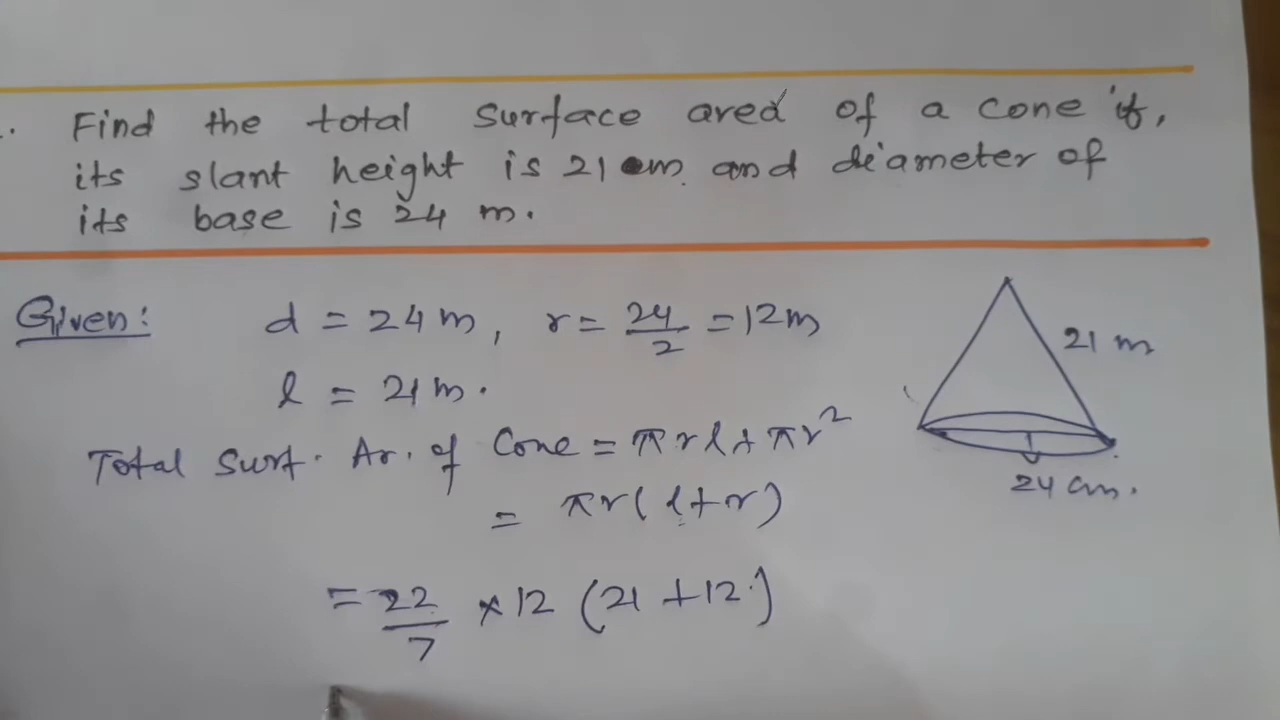 Find the total surface area of a cone if,
its slant height is 21 m and diameter of
its base is 24 m.
Given: d = 24 m, r = 24/2 = 12 m
l = 21 m.
21 m
Total Surf. Ar. of Cone = πrl + πr²
24 cm.
= πr(l+r)
= 22/7 × 12 (21 + 12)